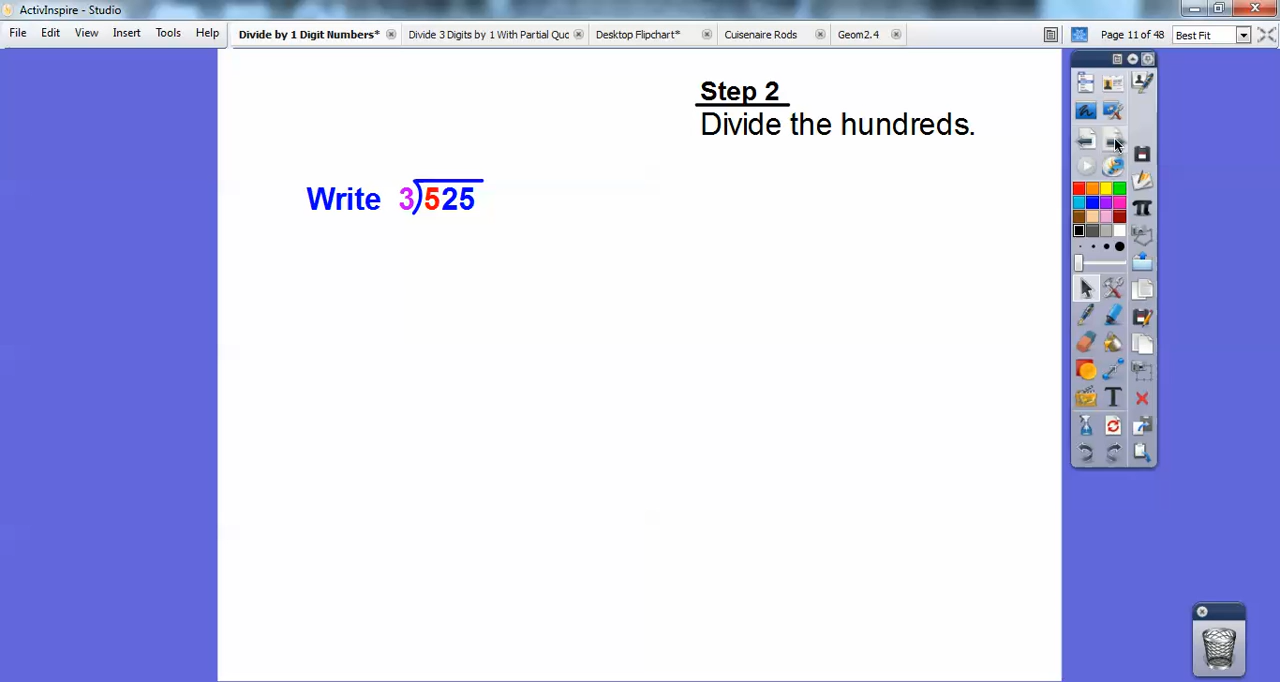 ActivInspire - Studio
File Edit View Insert Tools Help
Divide by 1 Digit Numbers* Divide 3 Digits by 1 With Partial Quc Desktop Flipchart* Cuisenaire Rods Geom2.4 Page 11 of 48 Best Fit
Step 2
Divide the hundreds.
Write 3)525